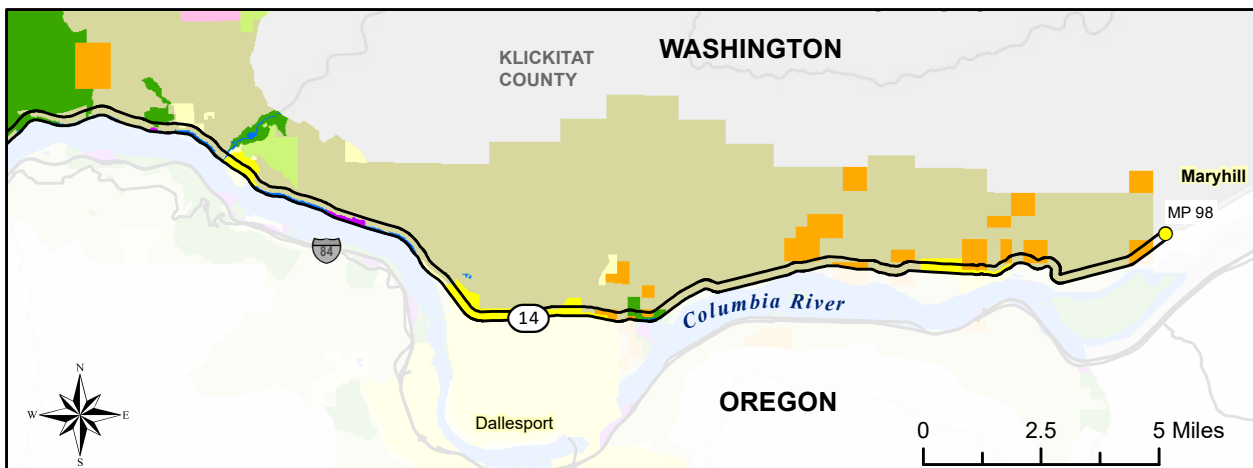 WASHINGTON
KLICKITAT
COUNTY
Maryhill
MP 98
84
14
Columbia River
OREGON
Dallesport
N
W
E
S
0
2.5
5 Miles